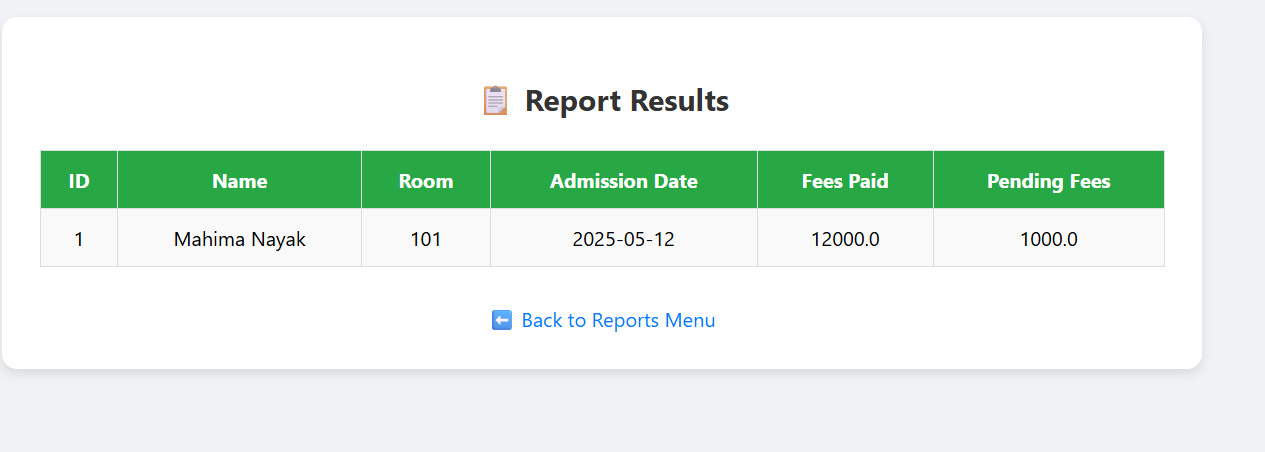 Report Results
ID Name Room Admission Date Fees Paid Pending Fees
1 Mahima Nayak 101 2025-05-12 12000.0 1000.0
Back to Reports Menu